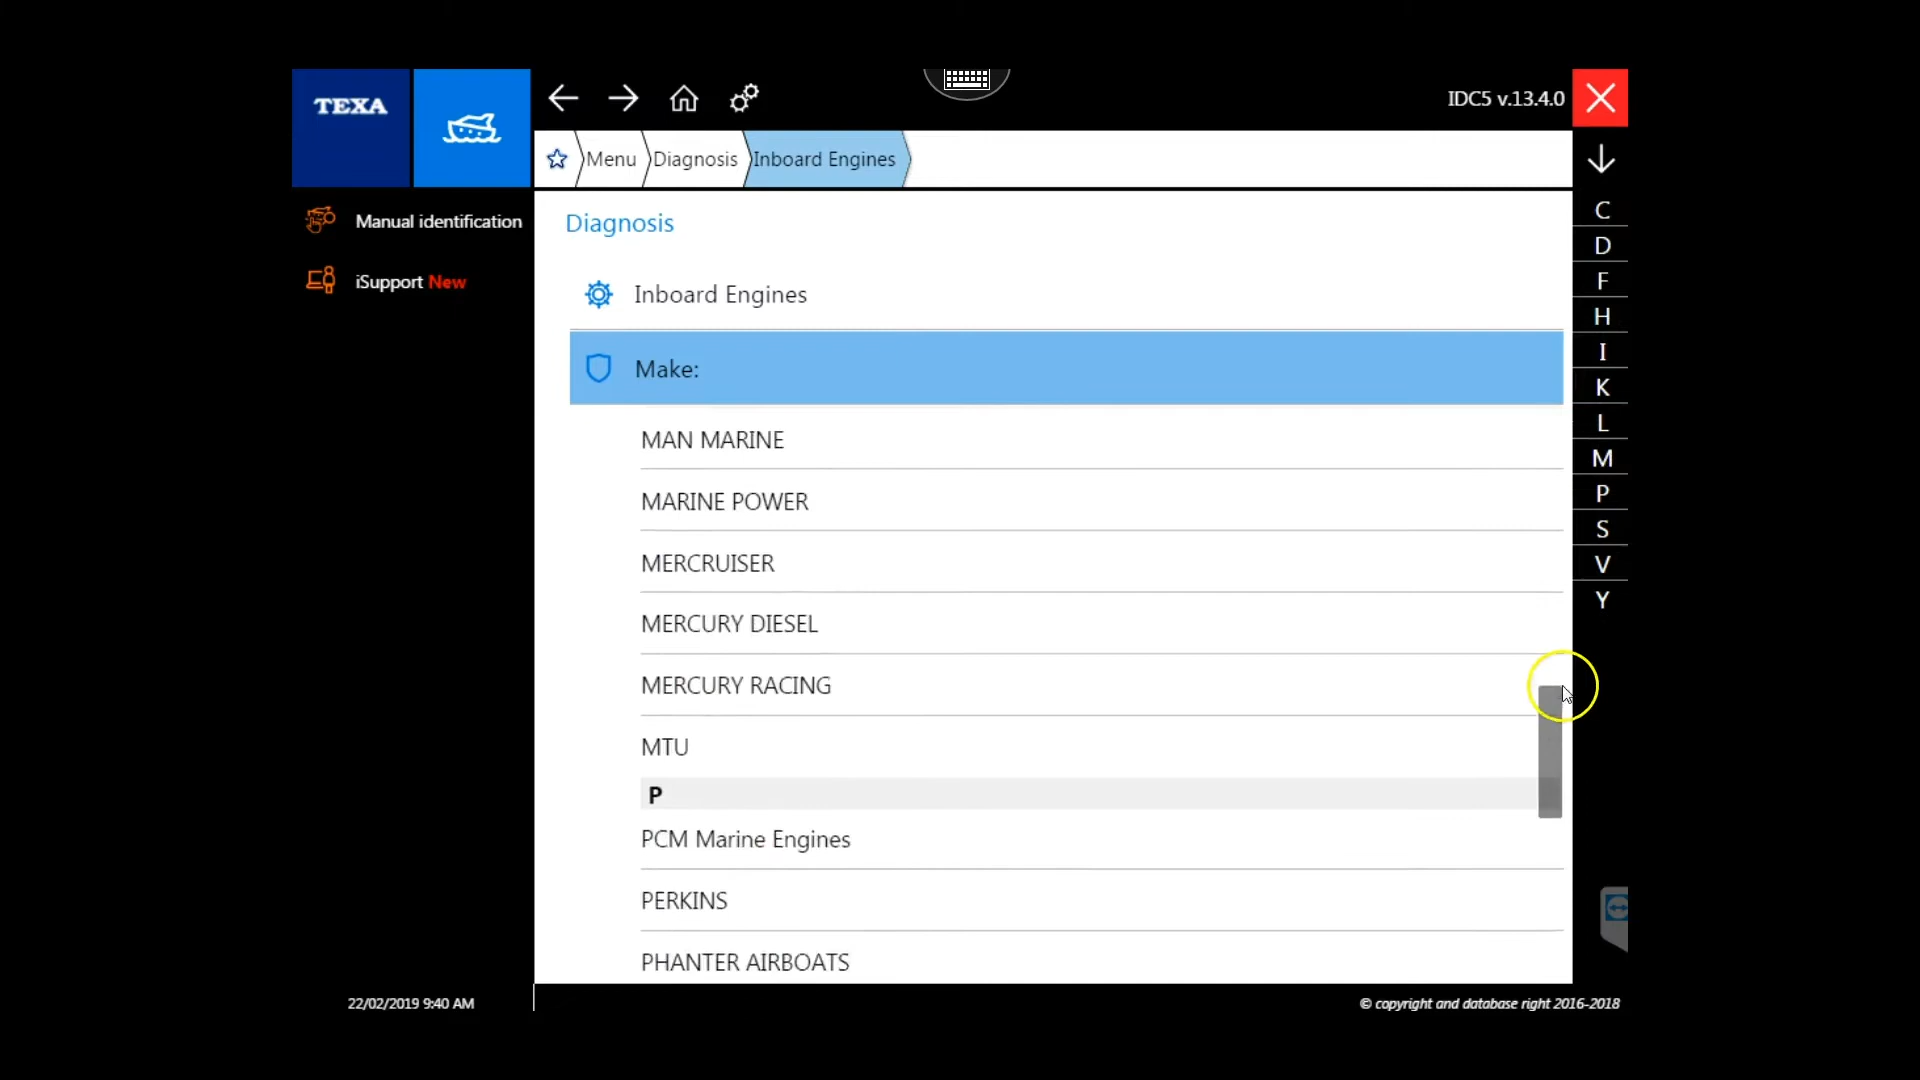 TEXA
IDC5 v.13.4.0
Menu
Diagnosis
Inboard Engines
Manual identification
iSupport New
Diagnosis
Inboard Engines
Make:
MAN MARINE
MARINE POWER
MERCRUISER
MERCURY DIESEL
MERCURY RACING
MTU
P
PCM Marine Engines
PERKINS
PHANTER AIRBOATS
C
D
F
H
I
K
L
M
P
S
V
Y
22/02/2019 9:40 AM
© copyright and database right 2016-2018